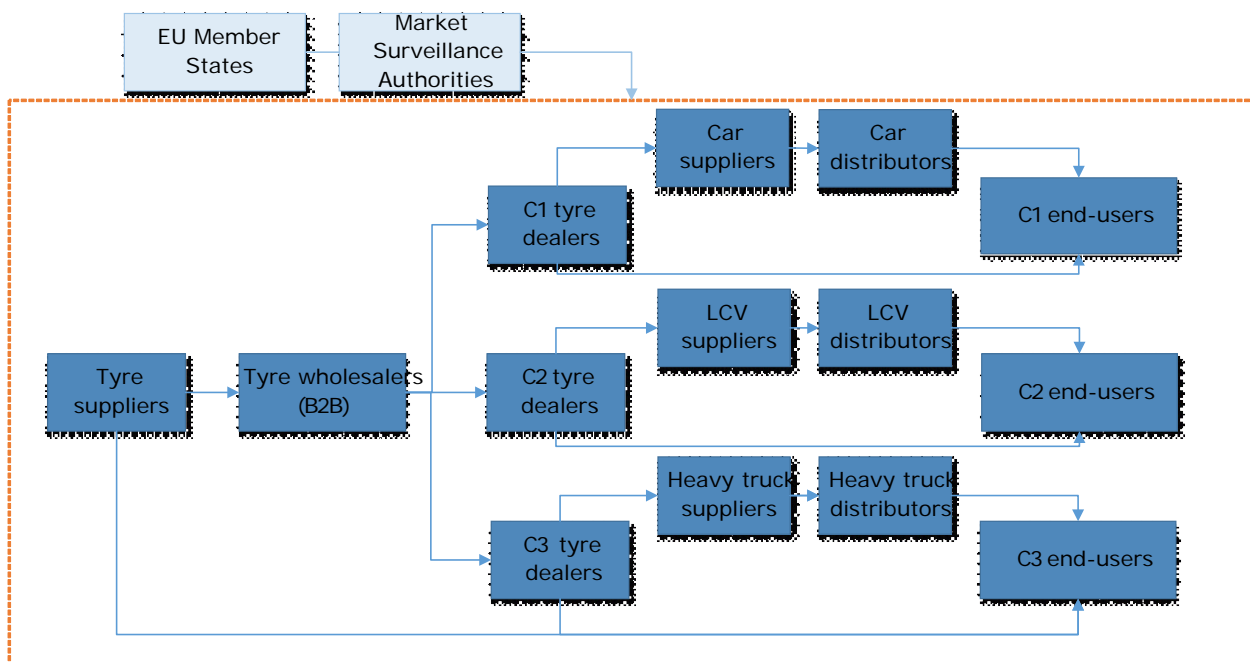 EU Member
States
Market
Surveillance
Authorities
Car
suppliers
Car
distributors
C1 tyre
dealers
C1 end-users
LCV
suppliers
LCV
distributors
Tyre
suppliers
Tyre wholesalers
(B2B)
C2 tyre
dealers
C2 end-users
Heavy truck
suppliers
Heavy truck
distributors
C3 tyre
dealers
C3 end-users